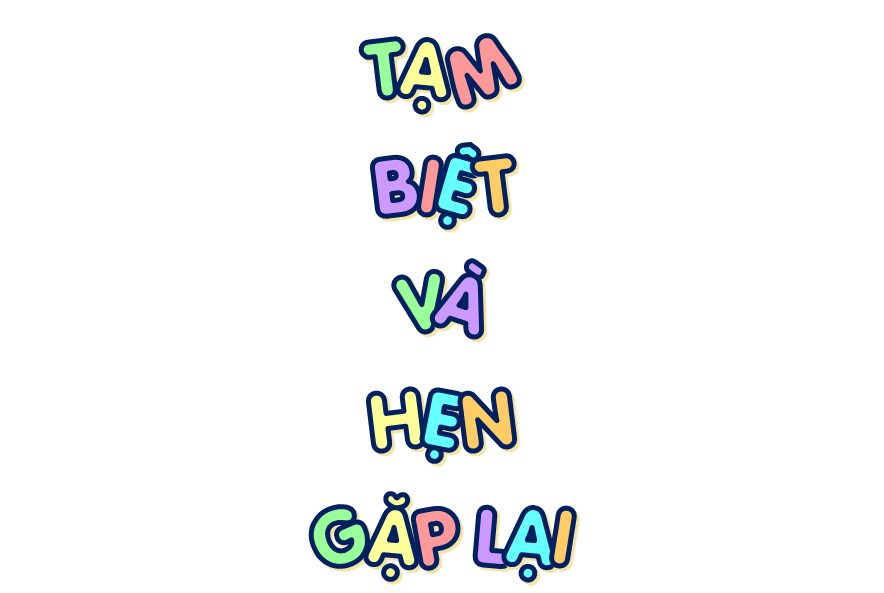 TẠM
BIỆT
VÀ
HẸN
GẶP LẠI